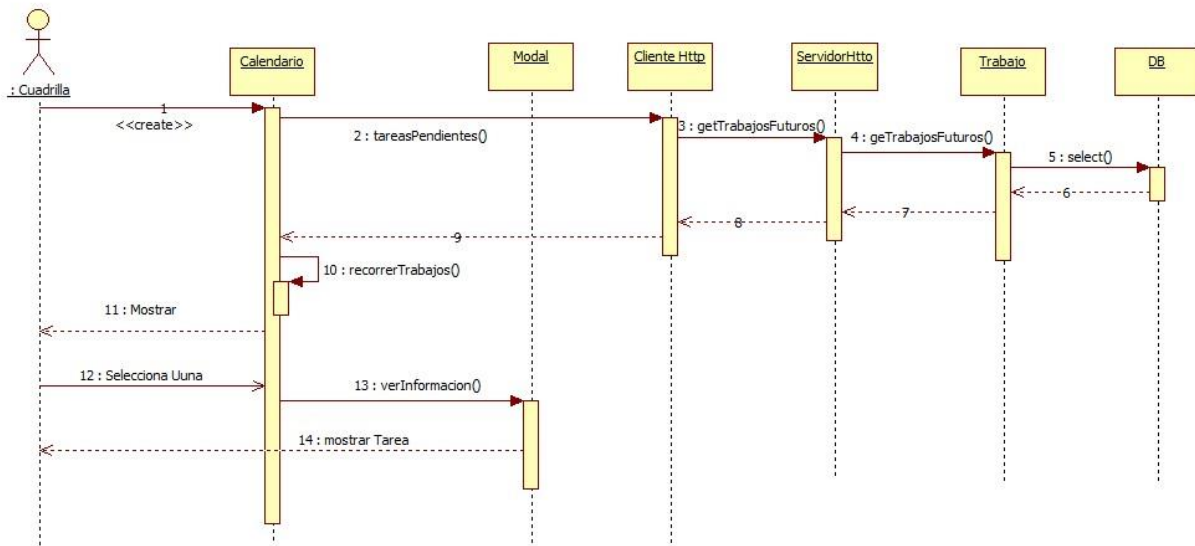 : Cuadrilla
Calendario
Modal
Cliente Http
ServidorHtto
Trabajo
DB
1
<<create>>
2 : tareasPendientes()
3 : getTrabajosFuturos()
4 : geTrabajosFuturos()
5 : select()
6
7
8
9
10 : recorrerTrabajos()
11 : Mostrar
12 : Selecciona Uuna
13 : verInformacion()
14 : mostrar Tarea